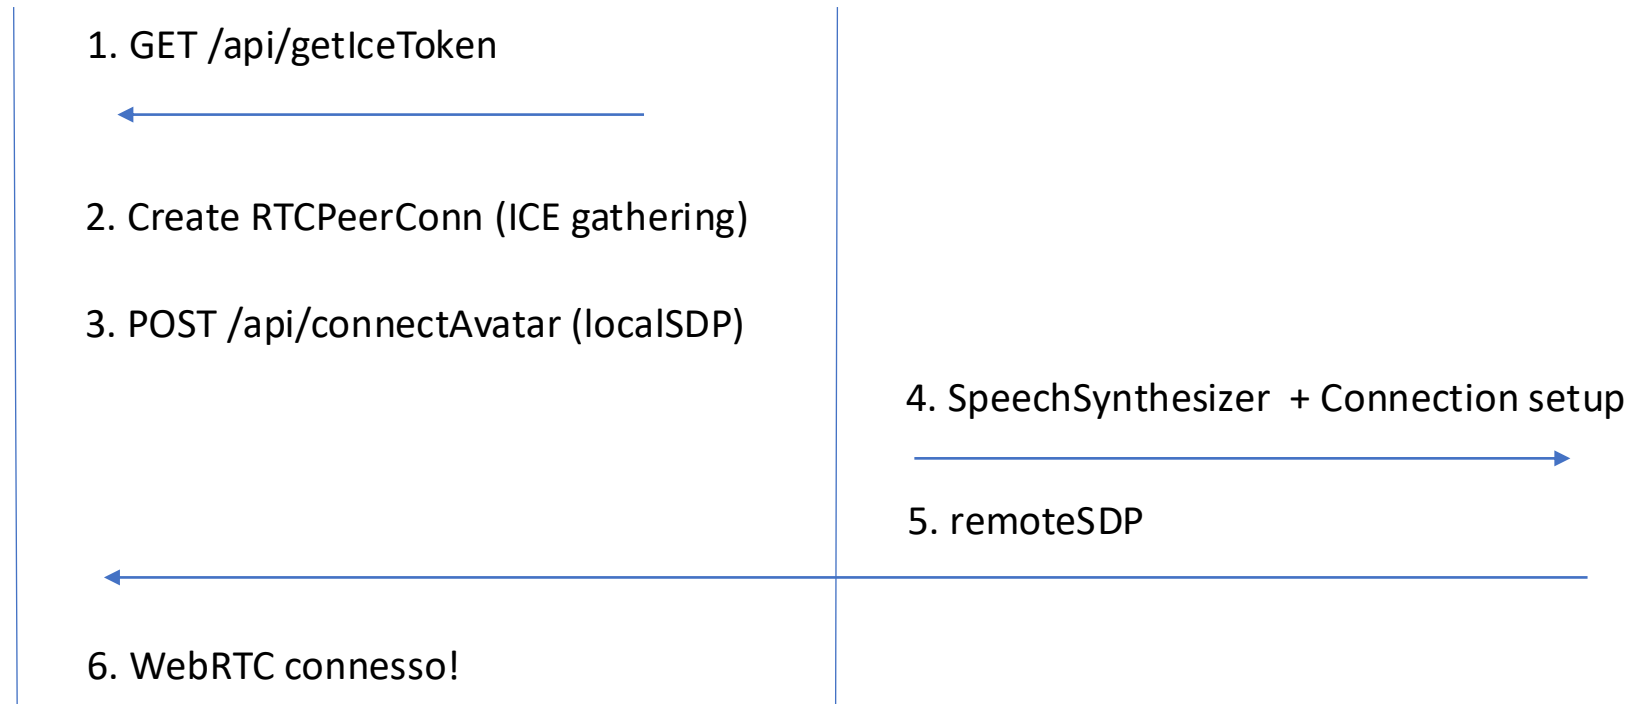 1. GET /api/getIceToken
2. Create RTCPeerConn (ICE gathering)
3. POST /api/connectAvatar (localSDP)
4. SpeechSynthesizer + Connection setup
5. remoteSDP
6. WebRTC connesso!